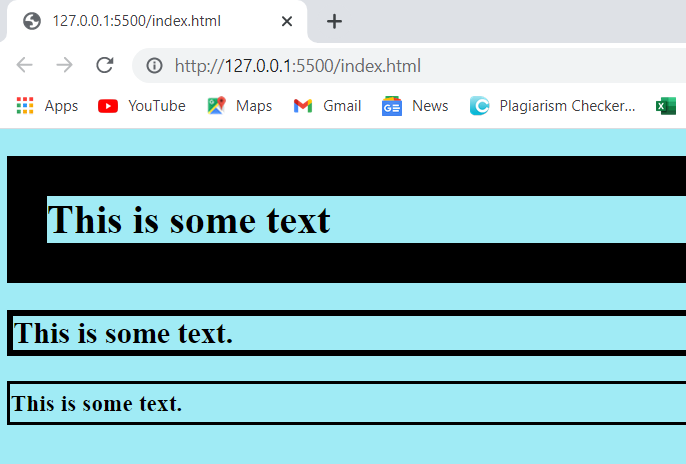 127.0.0.1:5500/index.html
http://127.0.0.1:5500/index.html
Apps YouTube Maps Gmail News Plagiarism Checker...
This is some text
This is some text.
This is some text.